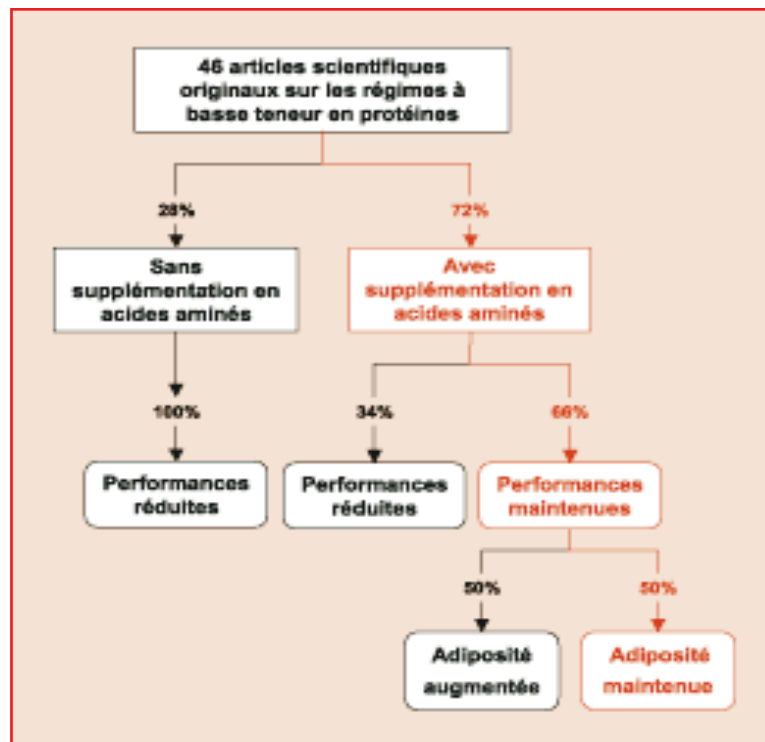 46 articles scientifiques
originaux sur les régimes à
basse teneur en protéines
28%
72%
Sans
supplémentation en
acides aminés
Avec
supplémentation en
acides aminés
100%
34%
66%
Performances
réduites
Performances
réduites
Performances
maintenues
50%
50%
Adiposité
augmentée
Adiposité
maintenue